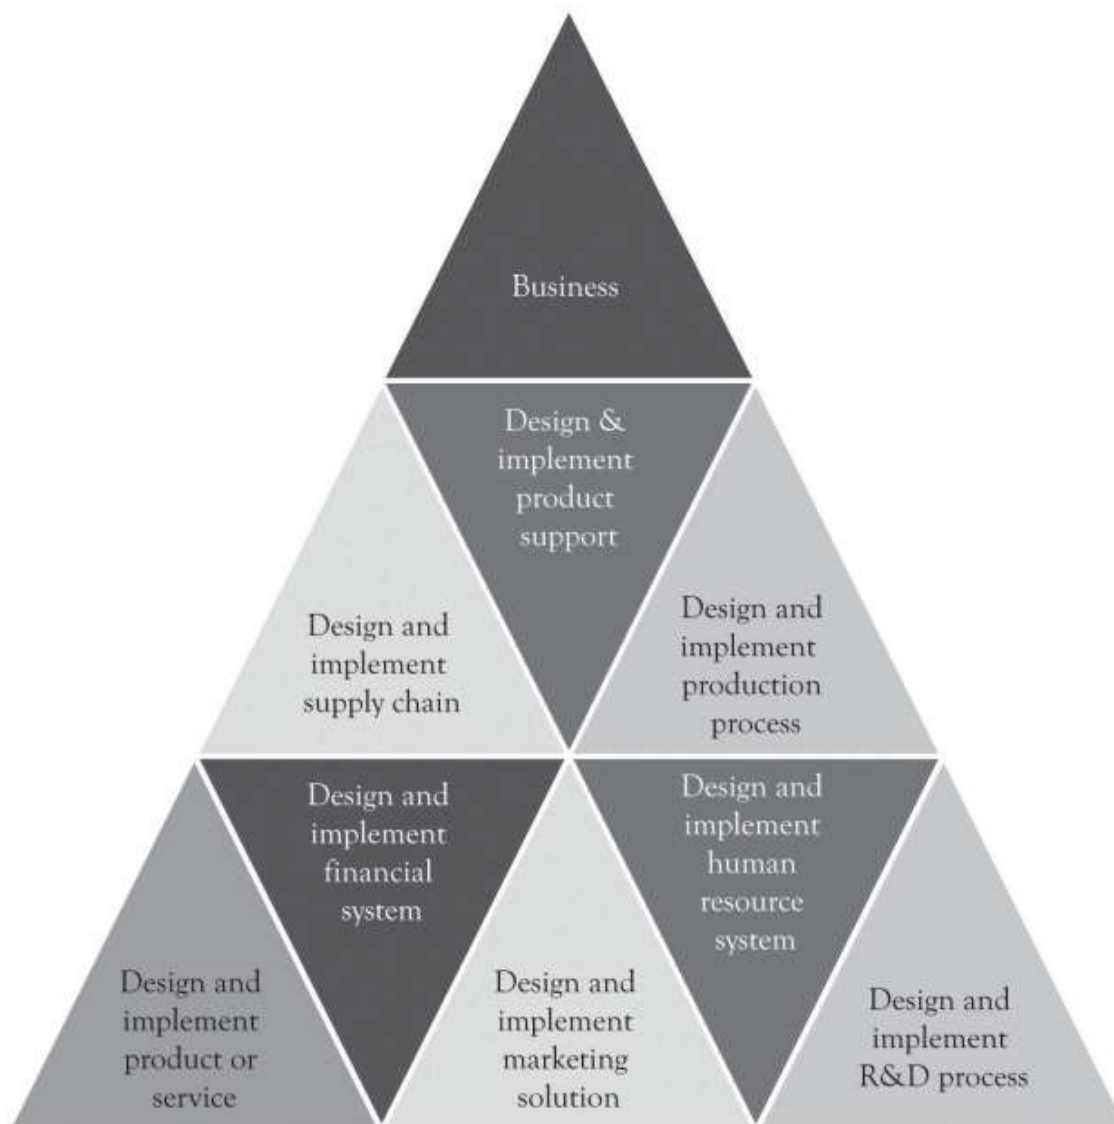 Business
Design &
implement
product
support
Design and
implement
supply chain
Design and
implement
production
process
Design and
implement
financial
system
Design and
implement
human
resource
system
Design and
implement
product or
service
Design and
implement
marketing
solution
Design and
implement
R&D process